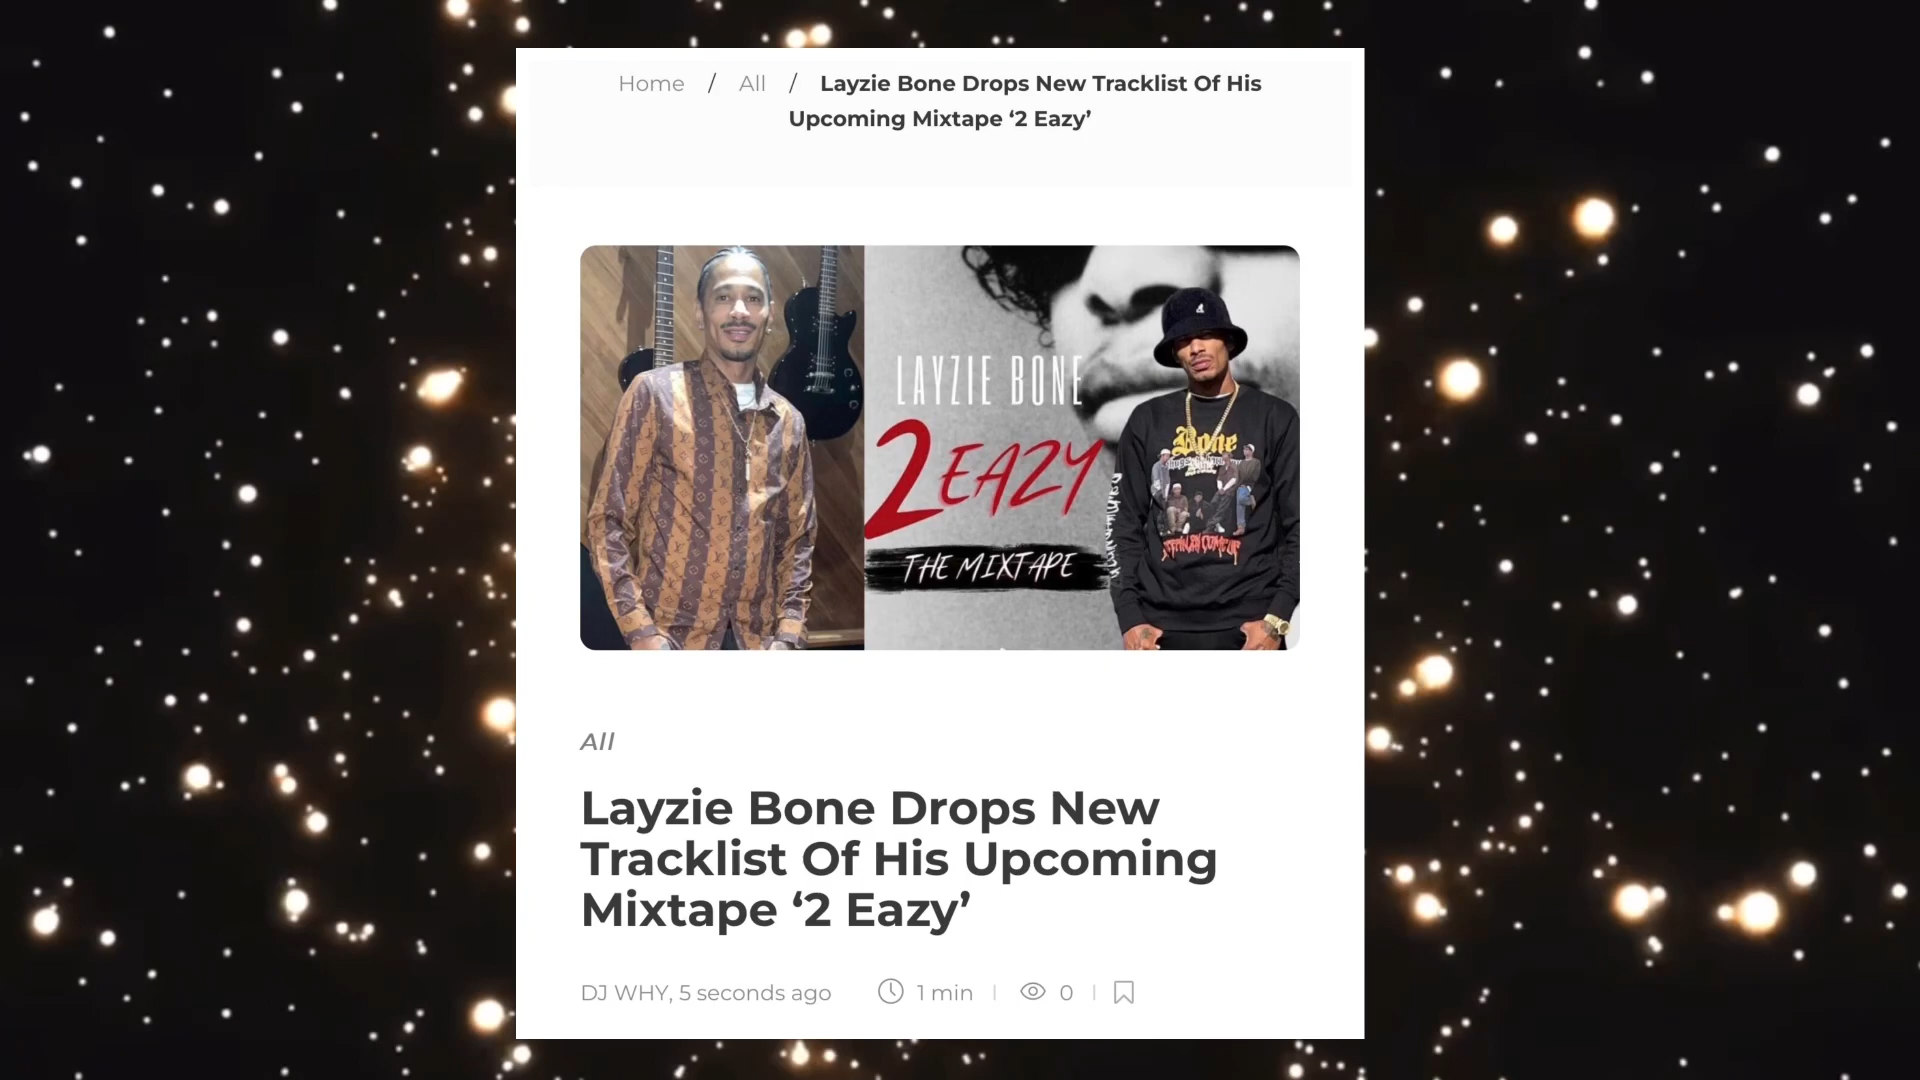 Home / All / Layzie Bone Drops New Tracklist Of His
Upcoming Mixtape ‘2 Eazy’
LAYZIE BONE
2 EAZY
THE MIXTAPE
Bone
All
Layzie Bone Drops New
Tracklist Of His Upcoming
Mixtape ‘2 Eazy’
DJ WHY, 5 seconds ago 1 min | 0 |